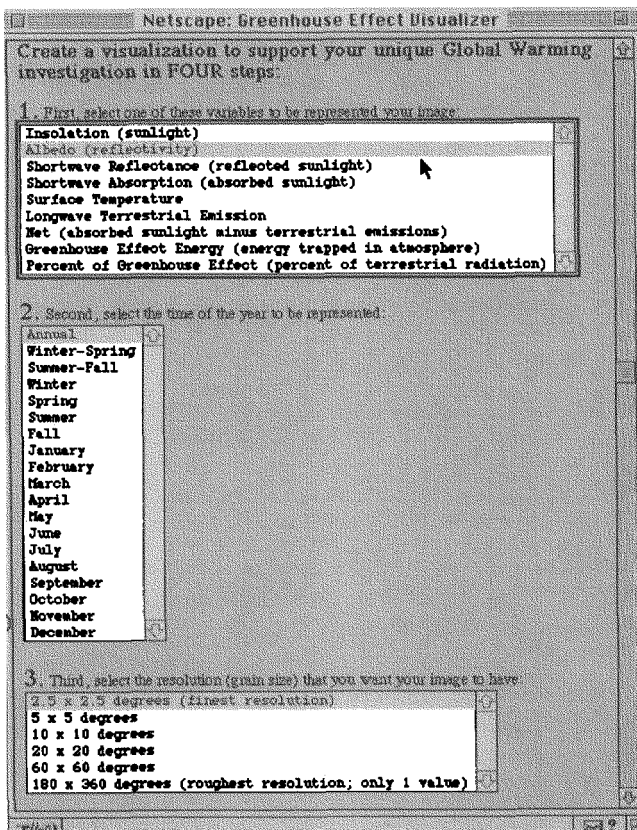 Netscape: Greenhouse Effect Visualizer
Create a visualization to support your unique Global Warming
investigation in FOUR steps:
1. First, select one of these variables to be represented your image:
Insolation (sunlight)
Albedo (reflectivity)
Shortwave Reflectance (reflected sunlight)
Shortwave Absorption (absorbed sunlight)
Surface Temperature
Longwave Terrestrial Emission
Net (absorbed sunlight minus terrestrial emissions)
Greenhouse Effect Energy (energy trapped in atmosphere)
Percent of Greenhouse Effect (percent of terrestrial radiation)
2. Second, select the time of the year to be represented:
Annual
Winter-Spring
Summer-Fall
Winter
Spring
Summer
Fall
January
February
March
April
May
June
July
August
September
October
November
December
3. Third, select the resolution (grain size) that you want your image to have:
2.5 x 2.5 degrees (finest resolution)
5 x 5 degrees
10 x 10 degrees
20 x 20 degrees
60 x 60 degrees
180 x 360 degrees (roughest resolution; only 1 value)